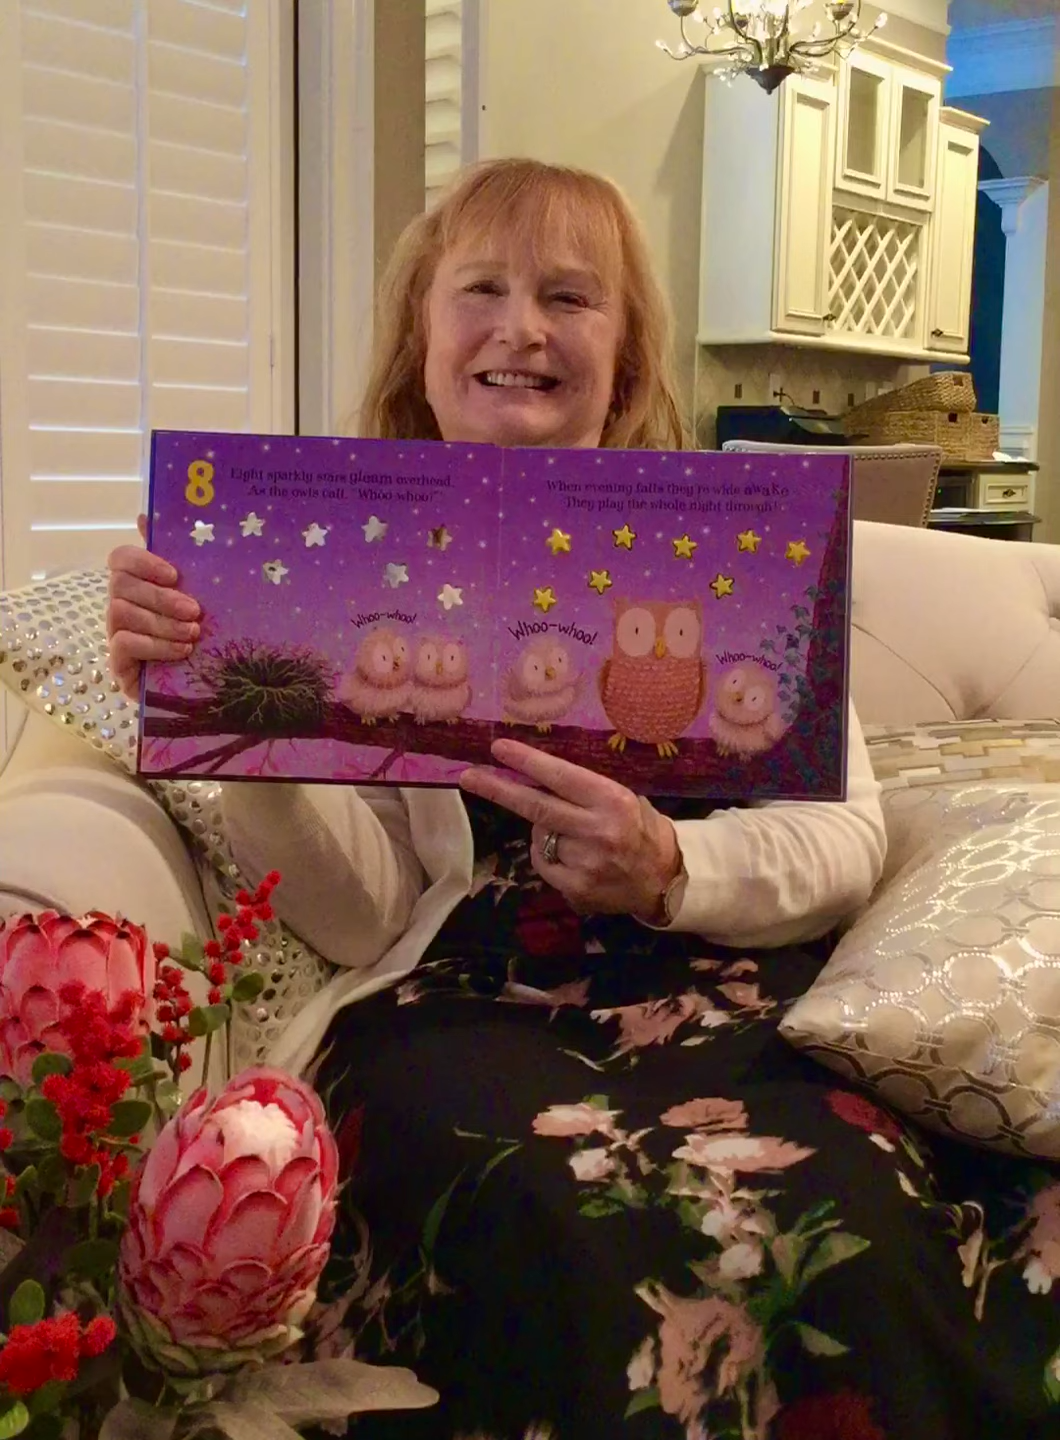 8
Eight sparkly stars gleam overhead.
As the owls call, "Whoo-whoo!"
When evening falls they're wide awake
They play the whole night through!
Whoo-whoo!
Whoo-whoo!
Whoo-whoo!